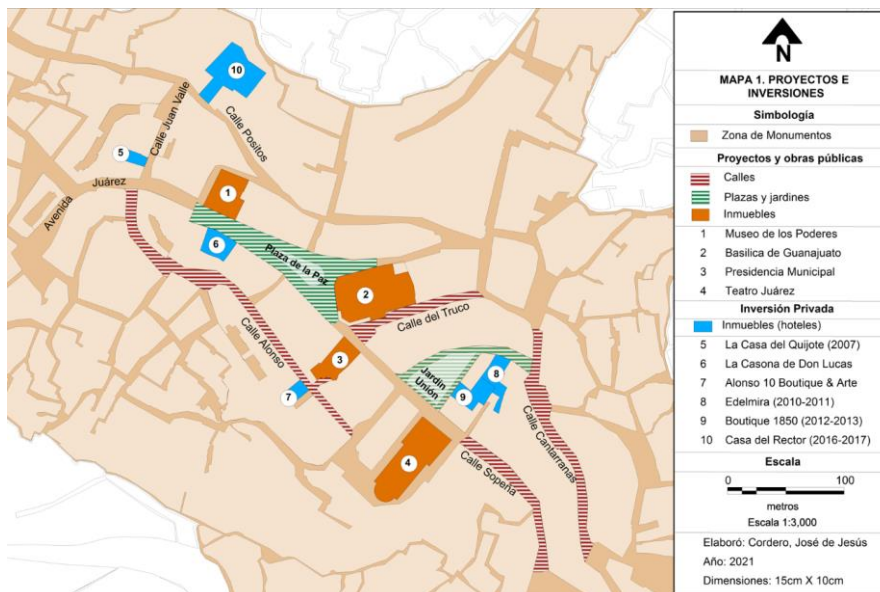 10
Calle Juan Valle
Calle Positos
5
Juárez
Avenida
1
6
Plaza de la Paz
2
Calle del Truco
Calle Alonso
3
7
Jardín
Unión
8
9
4
Calle Sopeña
Calle Cantarranas
N
MAPA 1. PROYECTOS E
INVERSIONES
Simbología
Zona de Monumentos
Proyectos y obras públicas
Calles
Plazas y jardines
Inmuebles
1 Museo de los Poderes
2 Basilica de Guanajuato
3 Presidencia Municipal
4 Teatro Juárez
Inversión Privada
Inmuebles (hoteles)
5 La Casa del Quijote (2007)
6 La Casona de Don Lucas
7 Alonso 10 Boutique & Arte
8 Edelmira (2010-2011)
9 Boutique 1850 (2012-2013)
10 Casa del Rector (2016-2017)
Escala
0 100
metros
Escala 1:3,000
Elaboró: Cordero, José de Jesús
Año: 2021
Dimensiones: 15cm X 10cm